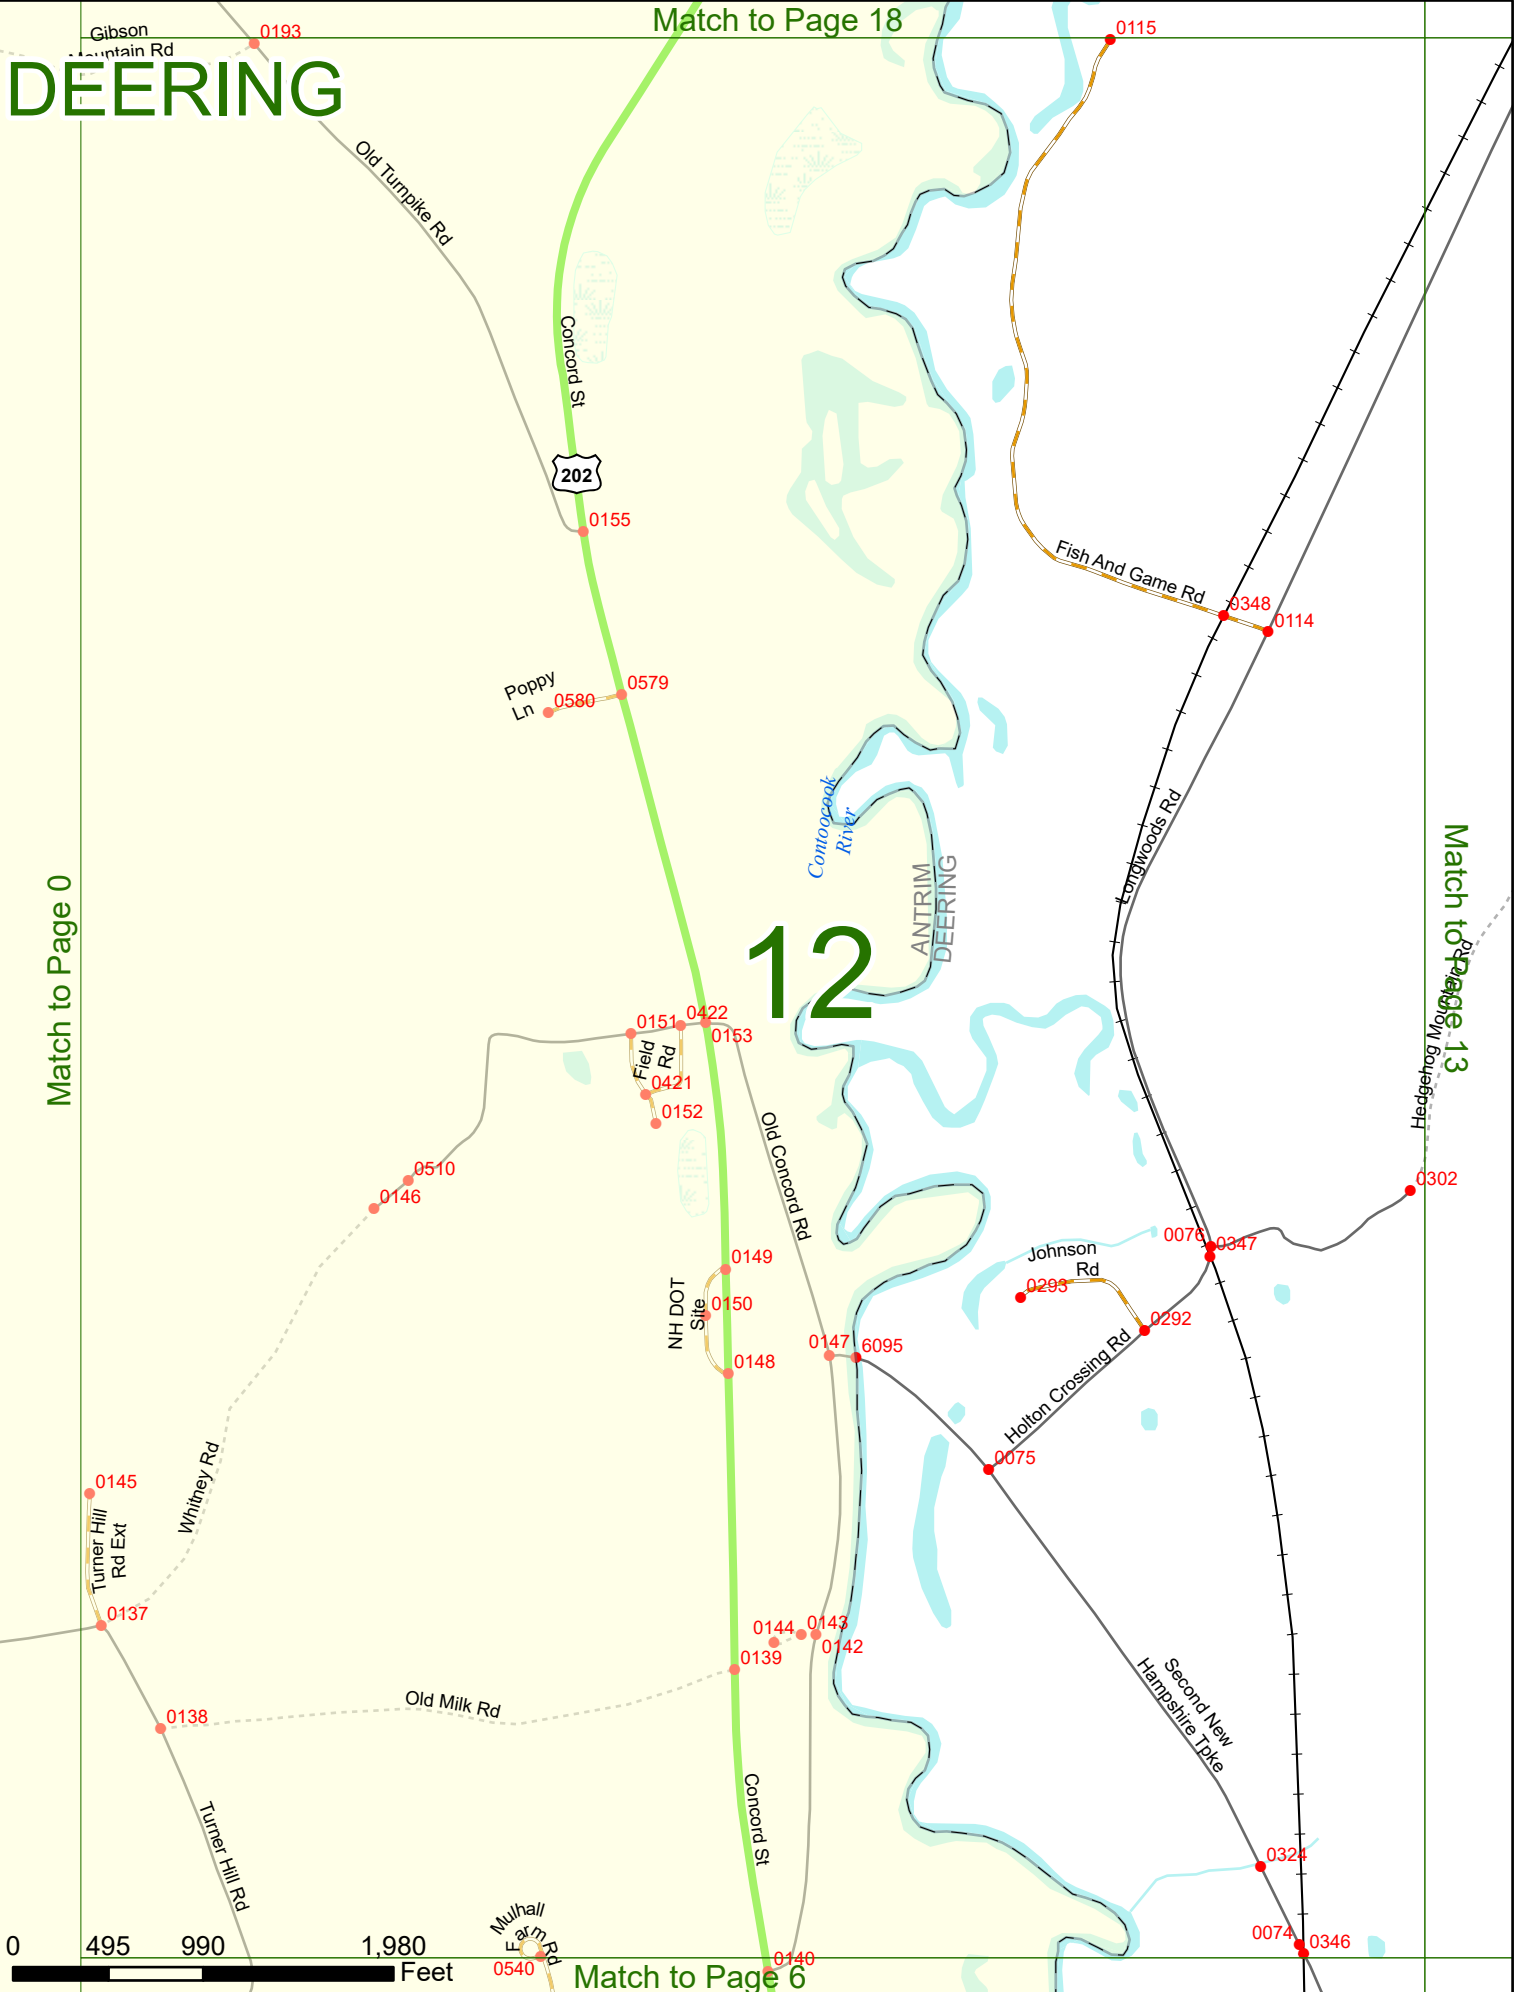 Match to Page 18
Gibson
Mountain Rd
0193
0115
DEERING
Old Turnpike Rd
Concord St
202
0155
Fish And Game Rd
0348
0114
Poppy
Ln
0580
0579
Contoocook
River
Longwoods Rd
ANTRIM
DEERING
12
Match to Page 0
Match to Page 13
Hedgehog Mountain Rd
0151
0422
0153
Field
Rd
0421
0152
Old Concord Rd
0510
0146
0302
0076
0347
Johnson
Rd
0293
0292
0149
NH DOT
Site
0150
0148
0147
6095
Holton Crossing Rd
0075
Whitney Rd
0145
Turner Hill
Rd Ext
0137
0144
0143
0142
0139
Old Milk Rd
0138
Second New
Hampshire Tpke
Concord St
Turner Hill Rd
0324
Mulhall
Farm Rd
0540
0074
0346
0140
0 495 990 1,980
Feet
Match to Page 6